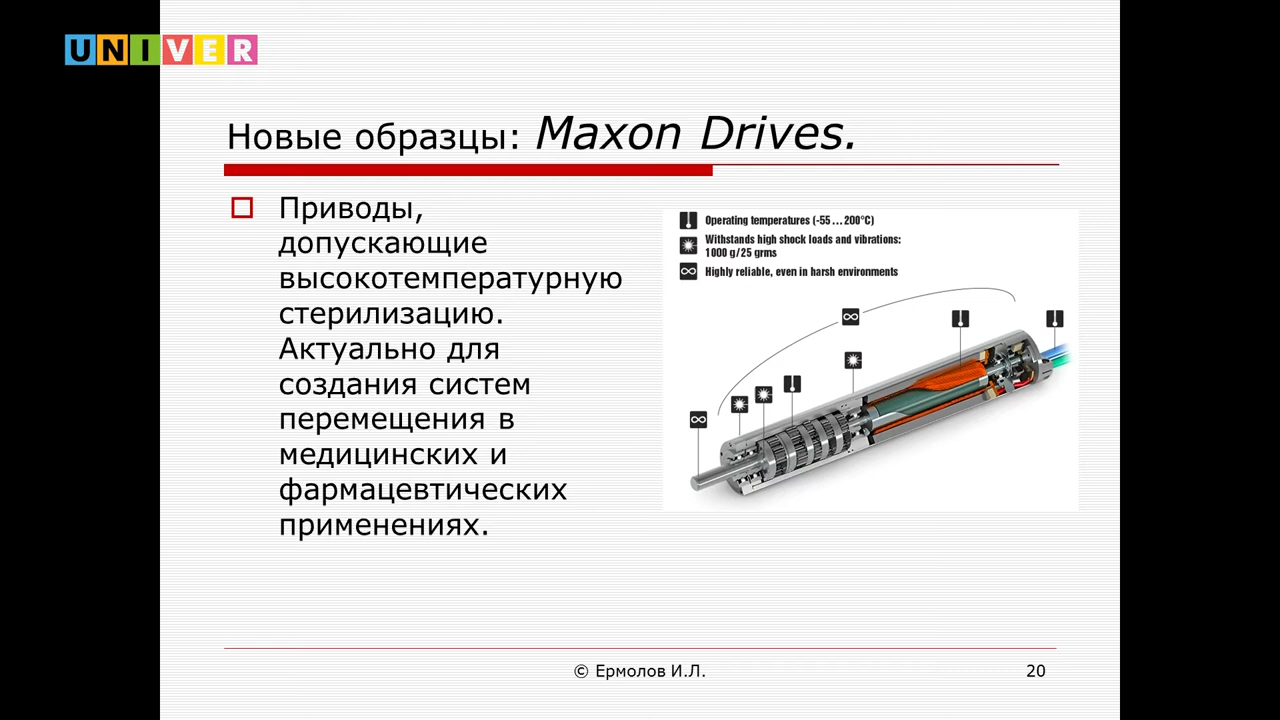 UNIVER
Новые образцы: Maxon Drives.
Приводы,
допускающие
высокотемпературную
стерилизацию.
Актуально для
создания систем
перемещения в
медицинских и
фармацевтических
применениях.
Operating temperatures (-55 ... 200°C)
Withstands high shock loads and vibrations:
1000 g/25 grms
Highly reliable, even in harsh environments
© Ермолов И.Л.
20